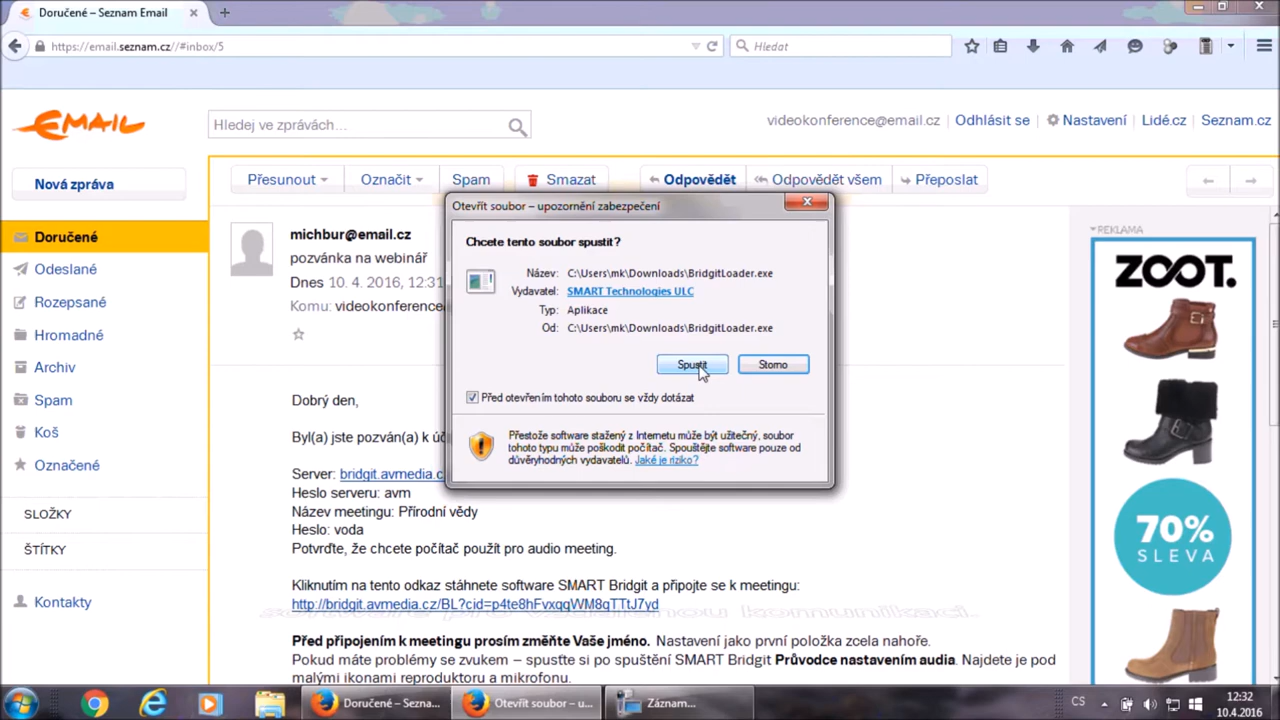 Doručené – Seznam Email
https://email.seznam.cz//#inbox/5
Hledat
EMAIL
Hledej ve zprávách...
videokonference@email.cz
Odhlásit se
Nastavení
Lidé.cz
Seznam.cz
Nová zpráva
Přesunout
Označit
Spam
Smazat
Odpovědět
Odpovědět všem
Přeposlat
Doručené
Odeslané
Rozepsané
Hromadné
Archiv
Spam
Koš
Označené
SLOŽKY
ŠTÍTKY
Kontakty
michbur@email.cz
pozvánka na webinář
Dnes 10. 4. 2016, 12:31
Komu: videokonference
Otevřít soubor – upozornění zabezpečení
Chcete tento soubor spustit?
Název: C:\Users\mk\Downloads\BridgitLoader.exe
Vydavatel: SMART Technologies ULC
Typ: Aplikace
Od: C:\Users\mk\Downloads\BridgitLoader.exe
Spustit
Storno
Před otevřením tohoto souboru se vždy dotázat
Přestože software stažený z Internetu může být užitečný, soubor
tohoto typu může poškodit počítač. Spouštějte software pouze od
důvěryhodných vydavatelů. Jaké je riziko?
Dobrý den,
Byl(a) jste pozván(a) k úč
Server: bridgit.avmedia.c
Heslo serveru: avm
Název meetingu: Přírodní vědy
Heslo: voda
Potvrďte, že chcete počítač použít pro audio meeting.
Kliknutím na tento odkaz stáhnete software SMART Bridgit a připojte se k meetingu:
http://bridgit.avmedia.cz/BL?cid=p4te8hFvxqqWM8qTTtJ7yd
Před připojením k meetingu prosím změňte Vaše jméno. Nastavení jako první položka zcela nahoře.
Pokud máte problémy se zvukem – spusťte si po spuštění SMART Bridgit Průvodce nastavením audia. Najdete je pod
malými ikonami reproduktoru a mikrofonu.
REKLAMA
ZOOT.
70%
SLEVA
Doručené – Sezna...
Otevřít soubor – u...
Záznam...
CS
12:32
10.4.2016